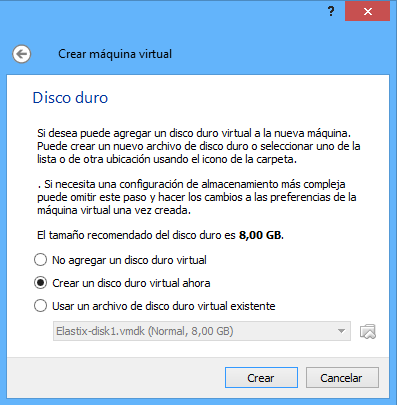 ?
Crear máquina virtual
Disco duro
Si desea puede agregar un disco duro virtual a la nueva máquina.
Puede crear un nuevo archivo de disco duro o seleccionar uno de la
lista o de otra ubicación usando el icono de la carpeta.
. Si necesita una configuración de almacenamiento más compleja
puede omitir este paso y hacer los cambios a las preferencias de la
máquina virtual una vez creada.
El tamaño recomendado del disco duro es 8,00 GB.
No agregar un disco duro virtual
Crear un disco duro virtual ahora
Usar un archivo de disco duro virtual existente
Elastix-disk1.vmdk (Normal, 8,00 GB)
Crear Cancelar